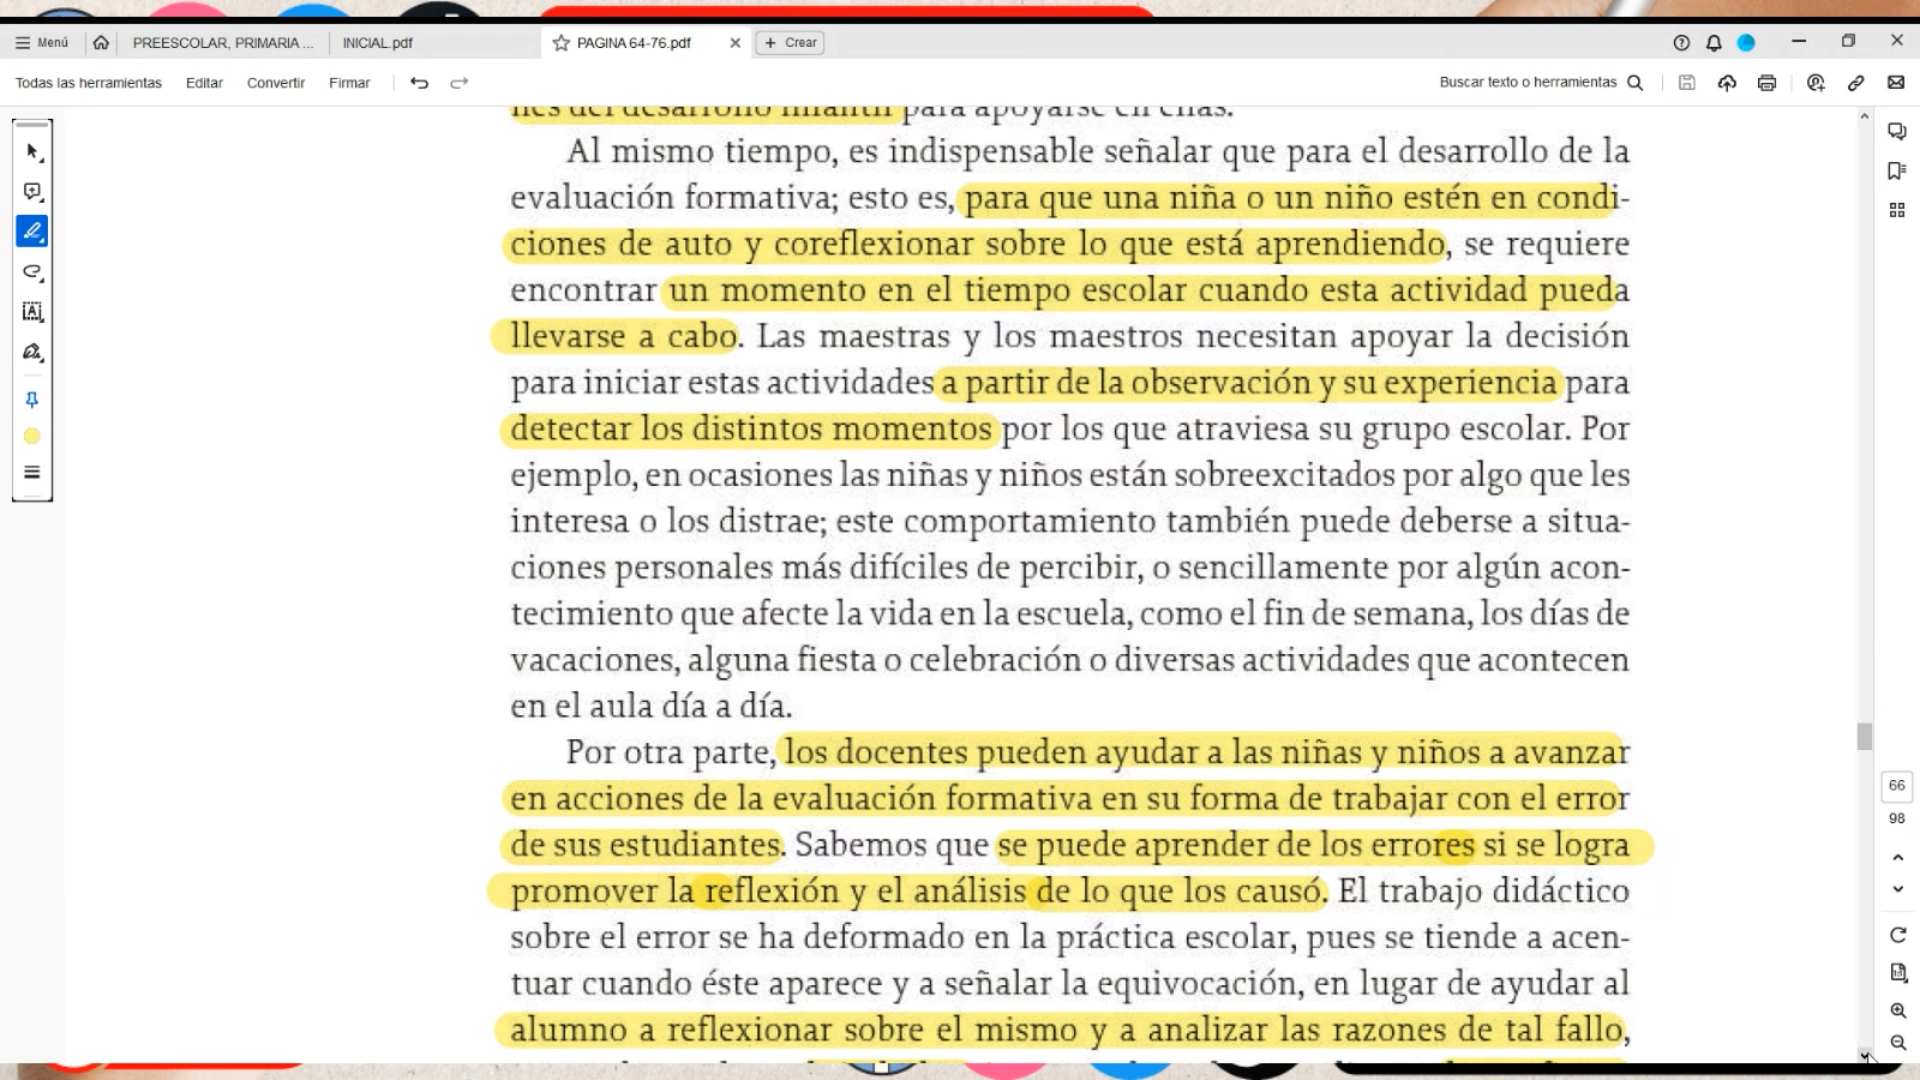 Menú
PREESCOLAR, PRIMARIA ...
INICIAL.pdf
PAGINA 64-76.pdf
Crear
Todas las herramientas
Editar
Convertir
Firmar
Buscar texto o herramientas
nes del desarrollo infantil para apoyarse en ellas.
Al mismo tiempo, es indispensable señalar que para el desarrollo de la
evaluación formativa; esto es, para que una niña o un niño estén en condi-
ciones de auto y coreflexionar sobre lo que está aprendiendo, se requiere
encontrar un momento en el tiempo escolar cuando esta actividad pueda
llevarse a cabo. Las maestras y los maestros necesitan apoyar la decisión
para iniciar estas actividades a partir de la observación y su experiencia para
detectar los distintos momentos por los que atraviesa su grupo escolar. Por
ejemplo, en ocasiones las niñas y niños están sobreexcitados por algo que les
interesa o los distrae; este comportamiento también puede deberse a situa-
ciones personales más difíciles de percibir, o sencillamente por algún acon-
tecimiento que afecte la vida en la escuela, como el fin de semana, los días de
vacaciones, alguna fiesta o celebración o diversas actividades que acontecen
en el aula día a día.
Por otra parte, los docentes pueden ayudar a las niñas y niños a avanzar
en acciones de la evaluación formativa en su forma de trabajar con el error
de sus estudiantes. Sabemos que se puede aprender de los errores si se logra
promover la reflexión y el análisis de lo que los causó. El trabajo didáctico
sobre el error se ha deformado en la práctica escolar, pues se tiende a acen-
tuar cuando éste aparece y a señalar la equivocación, en lugar de ayudar al
alumno a reflexionar sobre el mismo y a analizar las razones de tal fallo,
66
98